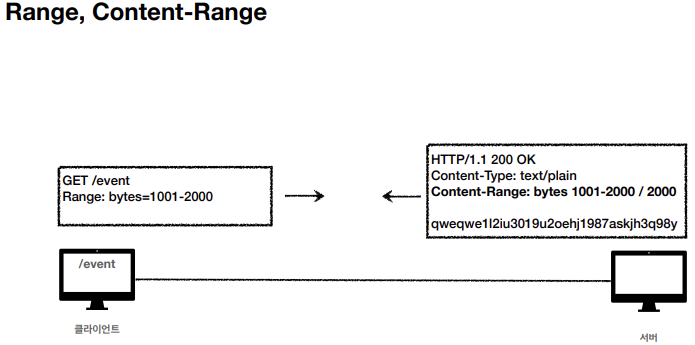 Range, Content-Range
GET /event
Range: bytes=1001-2000
HTTP/1.1 200 OK
Content-Type: text/plain
Content-Range: bytes 1001-2000 / 2000
qweqwe1l2iu3019u2oehj1987askjh3q98y
/event
클라이언트
서버